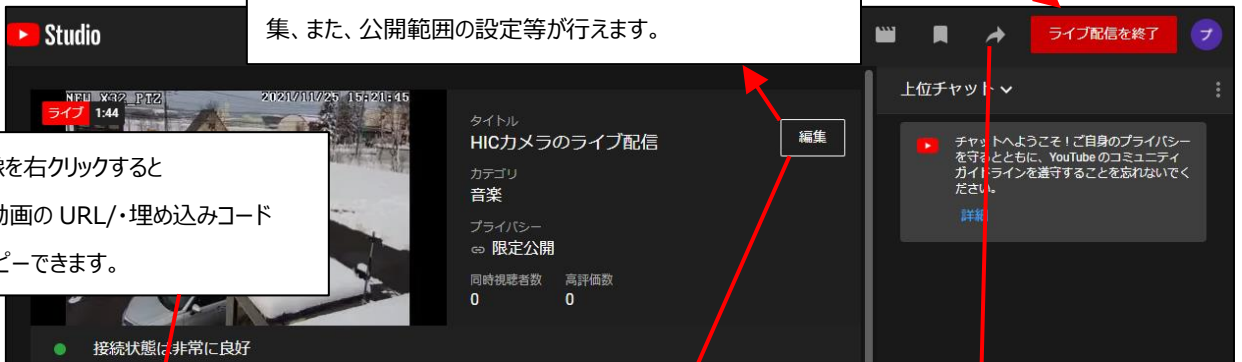 集、また、公開範囲の設定等が行えます。
Studio
ライブ配信を終了
プ
上位チャット
ライブ 1:44
2021/11/25 15:21:45
タイトル
HICカメラのライブ配信
編集
カテゴリ
音楽
プライバシー
限定公開
同時視聴者数 高評価数
0 0
を右クリックすると
動画の URL/・埋め込みコード
ピーできます。
チャットへようこそ！ご自身のプライバシー
を守るとともに、YouTube のコミュニティ
ガイドラインを遵守することを忘れないでく
ださい。
詳細
接続状態は非常に良好